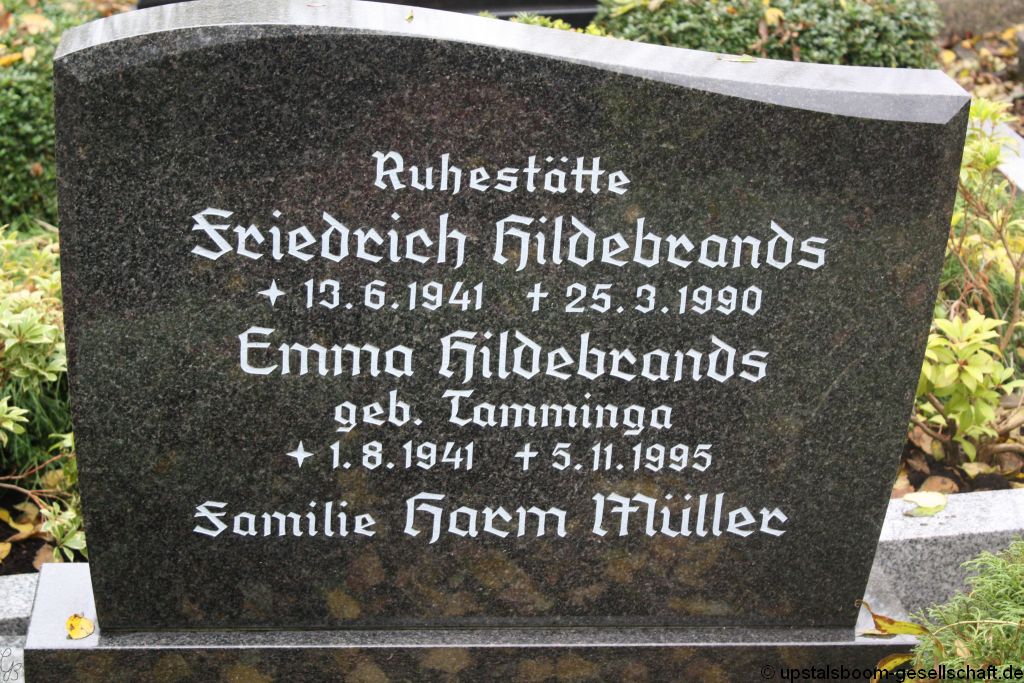 Ruhestätte
Friedrich Hildebrands
✦ 13.6.1941 ✝ 25.3.1990
Emma Hildebrands
geb. Tamminga
✦ 1.8.1941 ✝ 5.11.1995
Familie Harm Müller
© upstalsboom-gesellschaft.de